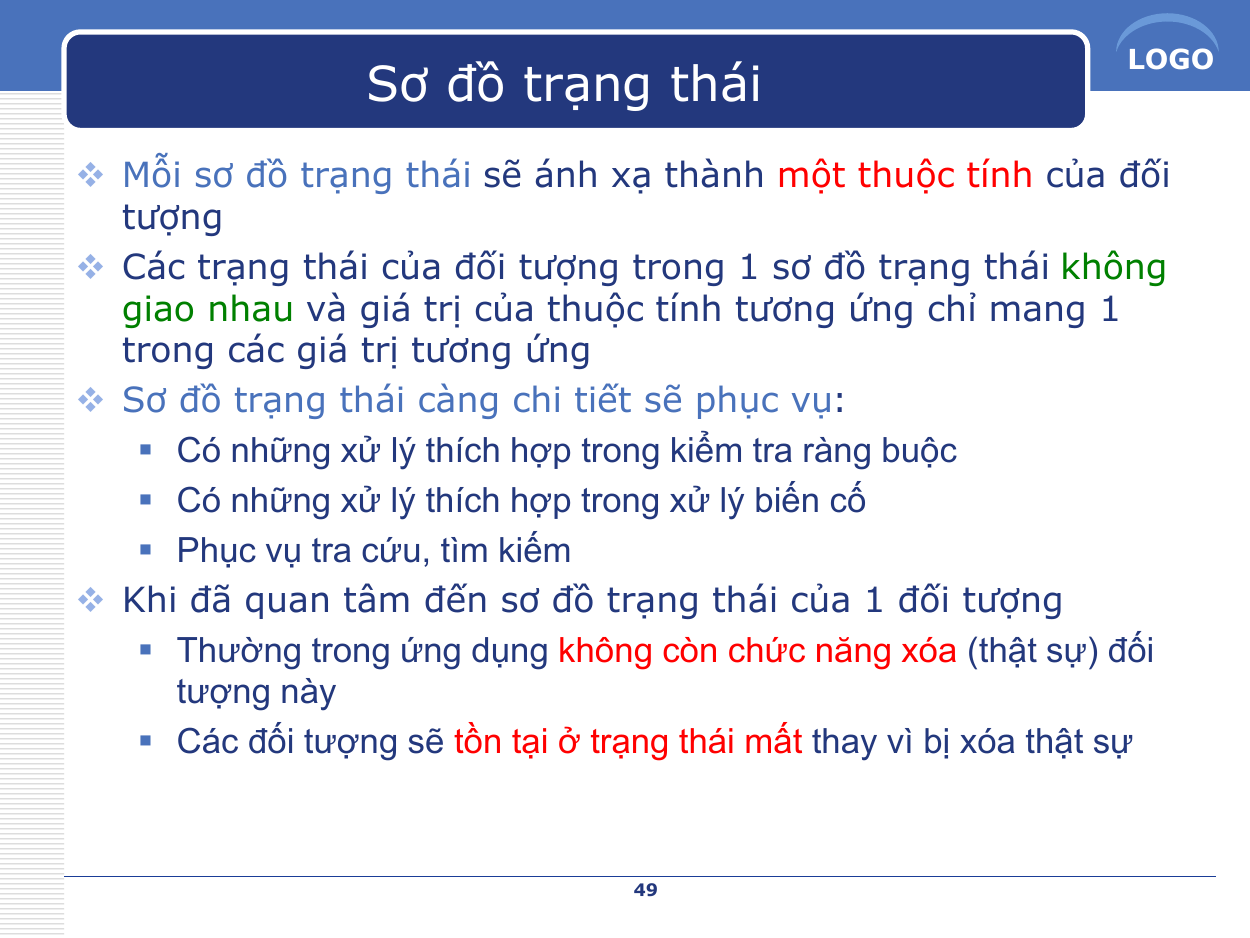 LOGO
Sơ đồ trạng thái
Mỗi sơ đồ trạng thái sẽ ánh xạ thành một thuộc tính của đối
tượng
Các trạng thái của đối tượng trong 1 sơ đồ trạng thái không
giao nhau và giá trị của thuộc tính tương ứng chỉ mang 1
trong các giá trị tương ứng
Sơ đồ trạng thái càng chi tiết sẽ phục vụ:
Có những xử lý thích hợp trong kiểm tra ràng buộc
Có những xử lý thích hợp trong xử lý biến cố
Phục vụ tra cứu, tìm kiếm
Khi đã quan tâm đến sơ đồ trạng thái của 1 đối tượng
Thường trong ứng dụng không còn chức năng xóa (thật sự) đối
tượng này
Các đối tượng sẽ tồn tại ở trạng thái mất thay vì bị xóa thật sự
49